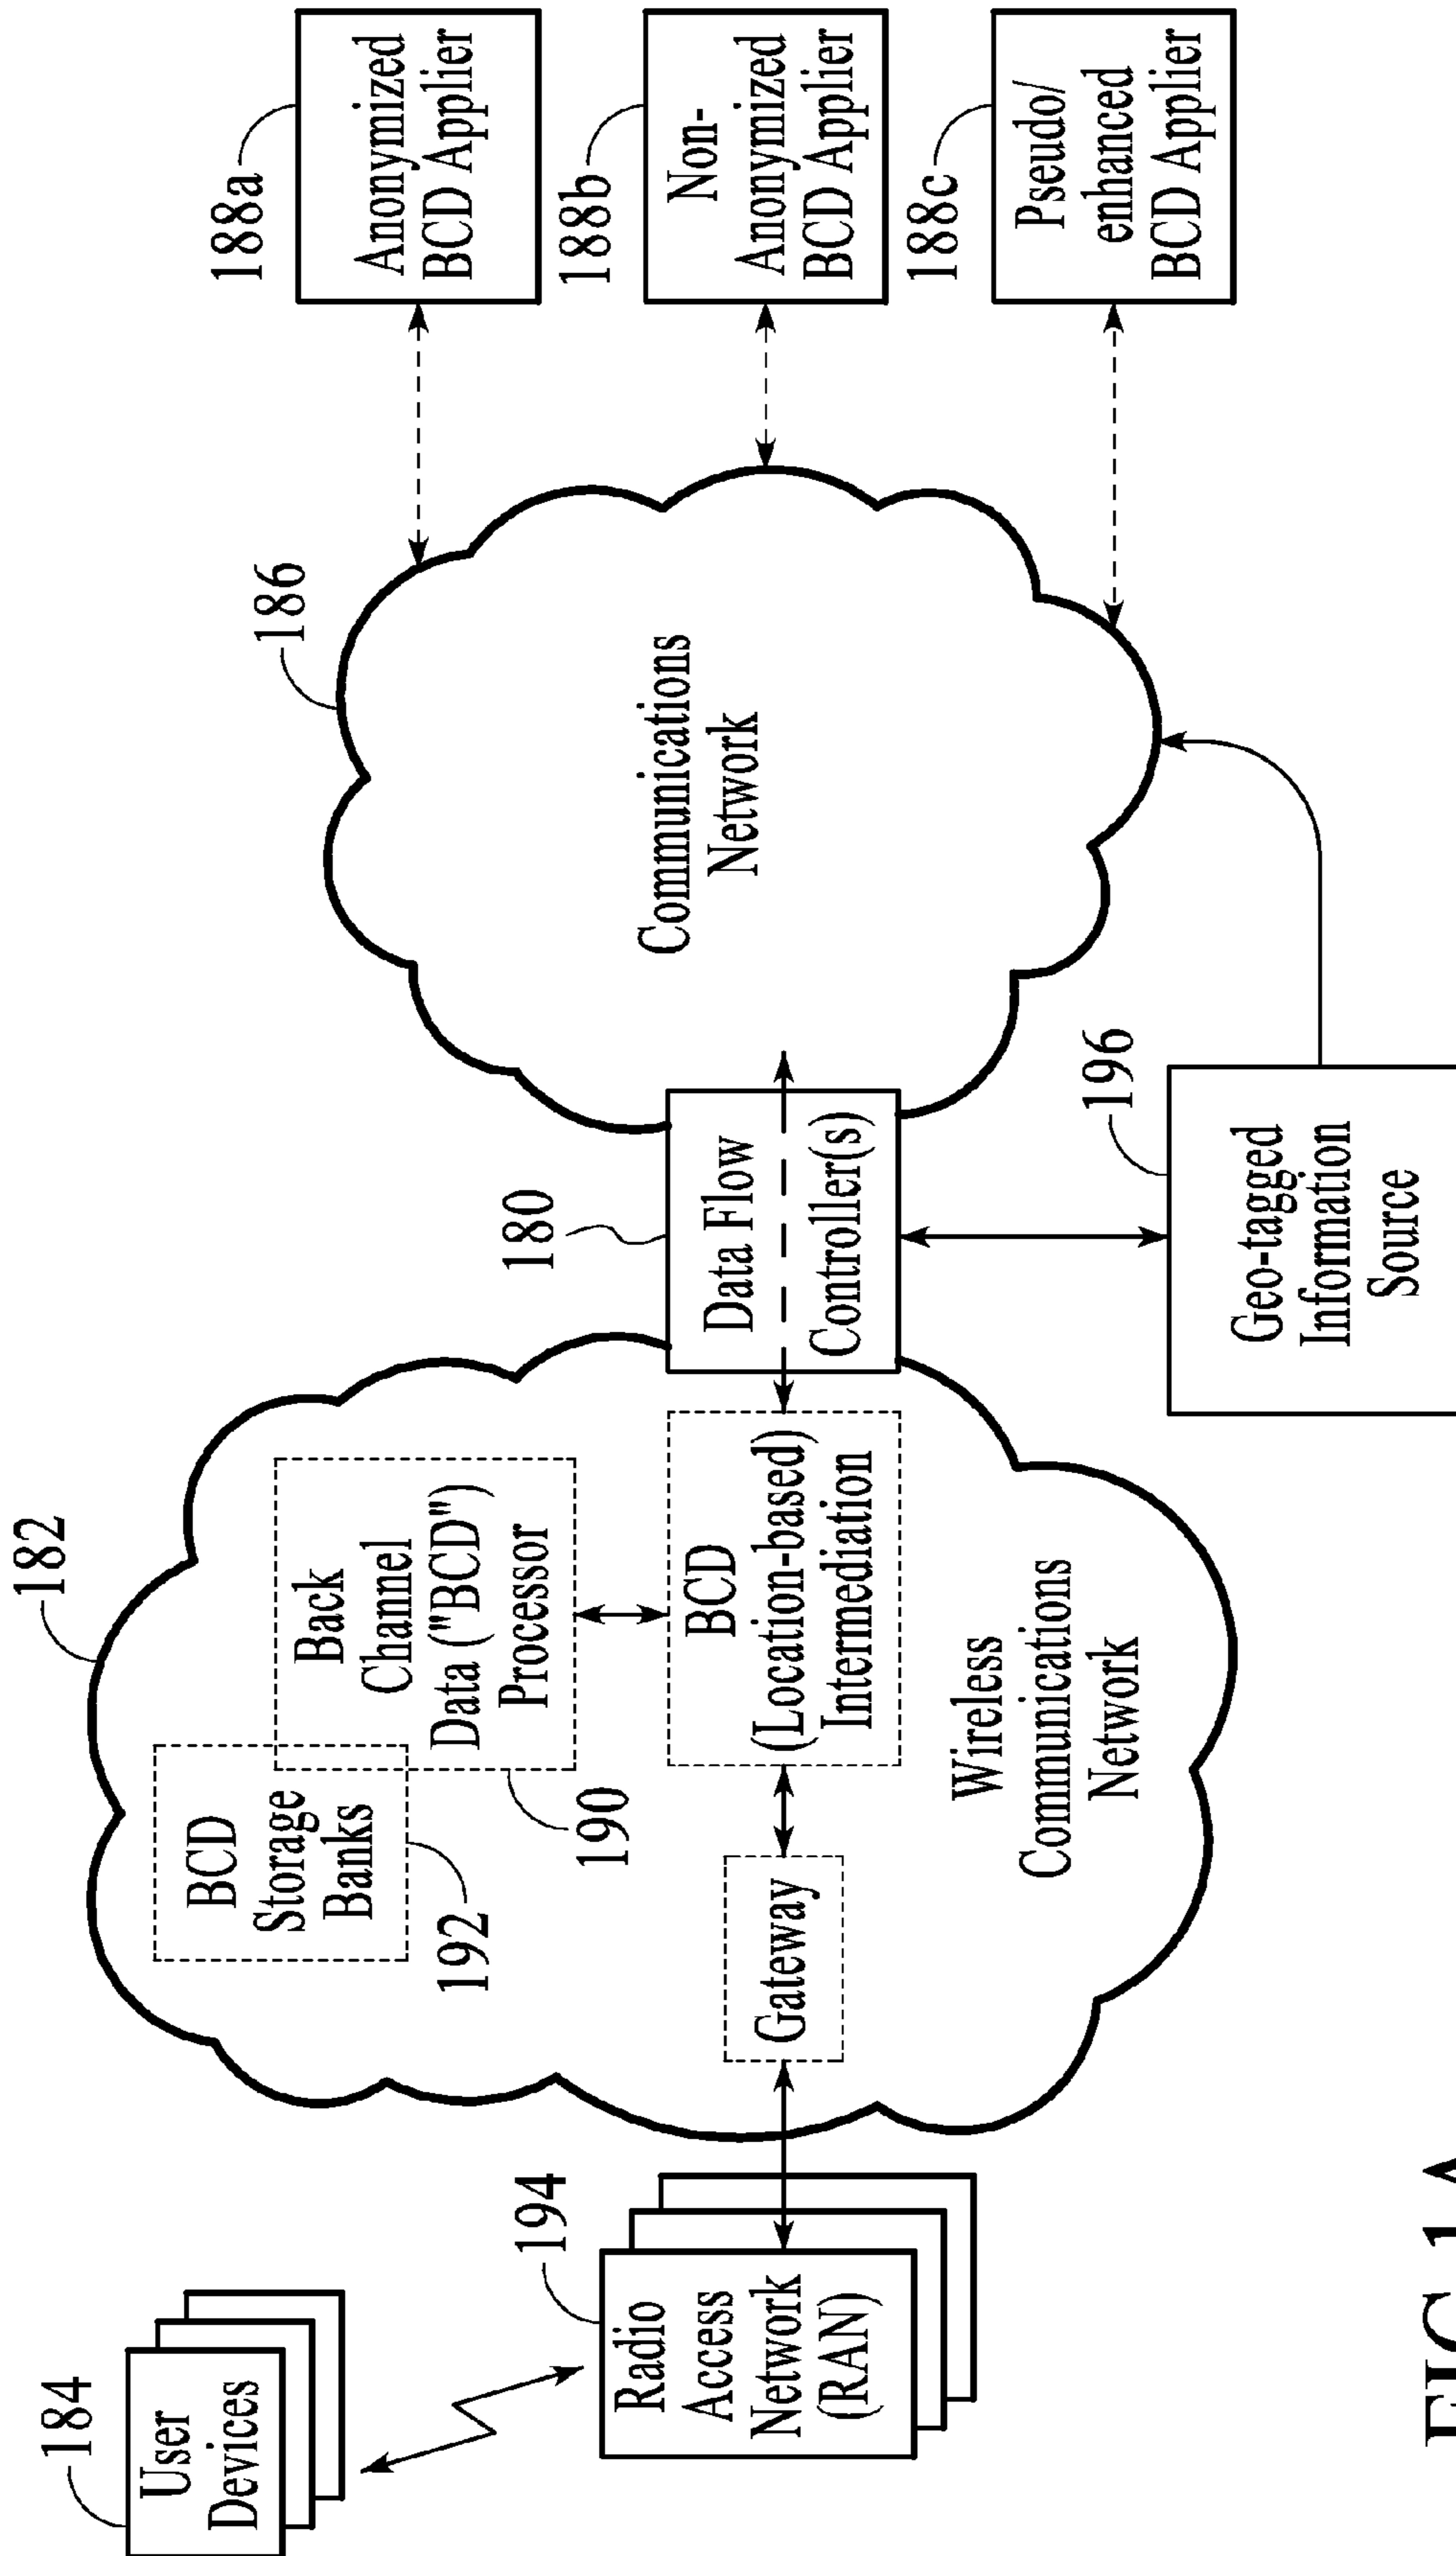 184
User
Devices
194
Radio
Access
Network
(RAN)
182
BCD
Storage
Banks
192
Back
Channel
Data ("BCD")
Processor
190
Gateway
BCD
(Location-based)
Intermediation
Wireless
Communications
Network
180
Data Flow
Controller(s)
196
Geo-tagged
Information
Source
186
Communications
Network
188a
Anonymized
BCD Applier
188b
Non-
Anonymized
BCD Applier
188c
Pseudo/
enhanced
BCD Applier
FIG. 1A